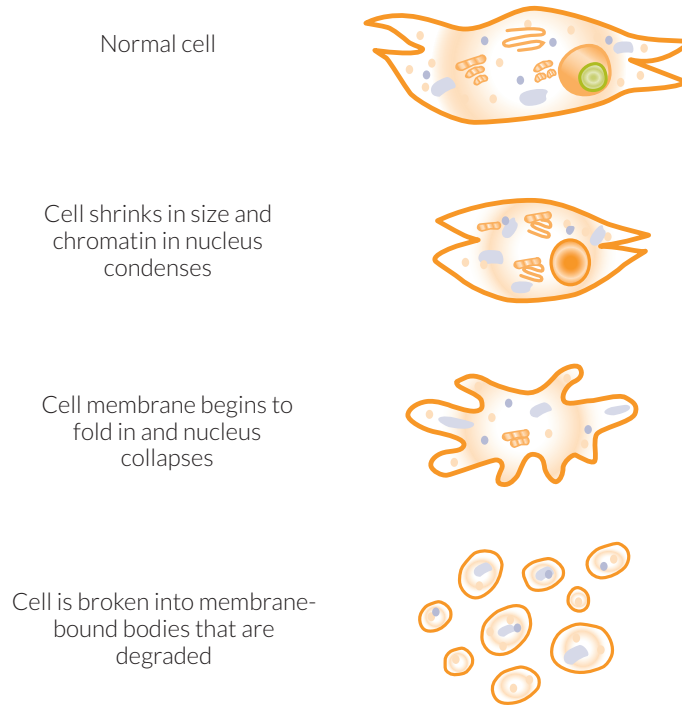 Normal cell
Cell shrinks in size and
chromatin in nucleus
condenses
Cell membrane begins to
fold in and nucleus
collapses
Cell is broken into membrane-
bound bodies that are
degraded